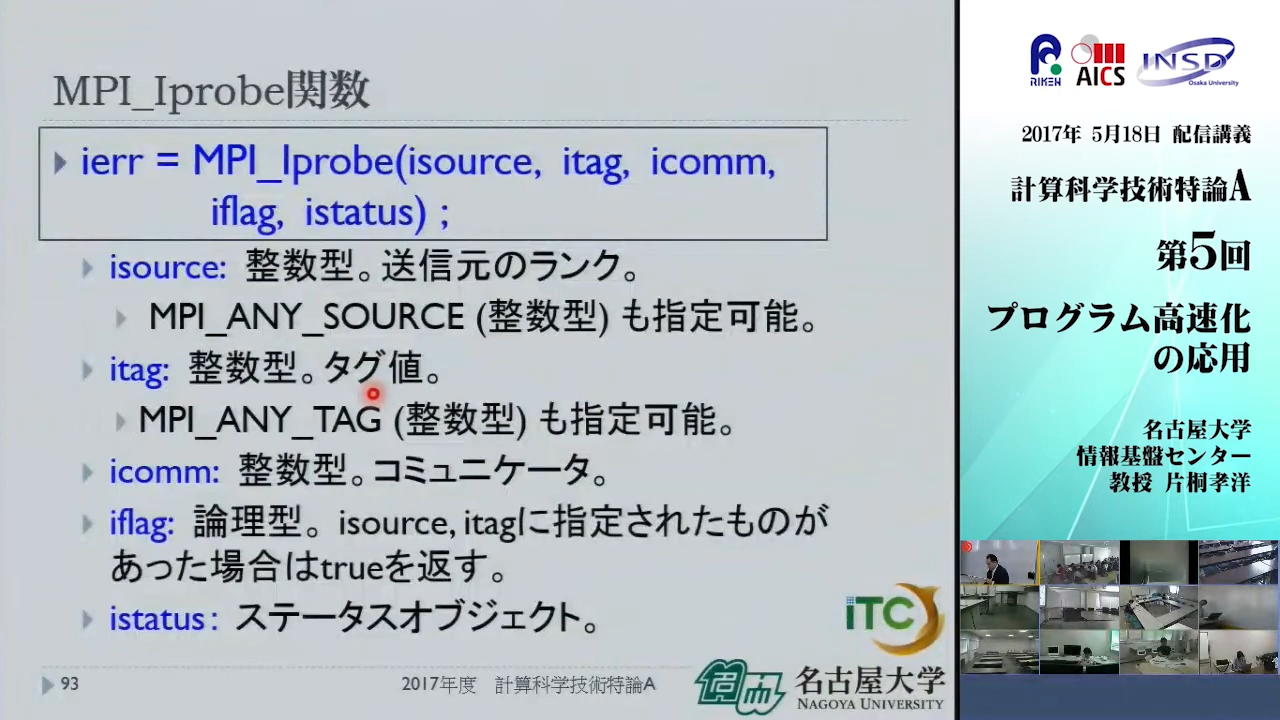 MPI_Iprobe関数
ierr = MPI_Iprobe(isource, itag, icomm,
iflag, istatus) ;
isource: 整数型。送信元のランク。
MPI_ANY_SOURCE (整数型) も指定可能。
itag: 整数型。タグ値。
MPI_ANY_TAG (整数型) も指定可能。
icomm: 整数型。コミュニケータ。
iflag: 論理型。 isource, itagに指定されたものが
あった場合はtrueを返す。
istatus : ステータスオブジェクト。
93
2017年度 計算科学技術特論A
iTC
名古屋大学
NAGOYA UNIVERSITY
RIKEN
AICS
INSD
Osaka University
2017年 5月18日 配信講義
計算科学技術特論A
第5回
プログラム高速化
の応用
名古屋大学
情報基盤センター
教授 片桐孝洋